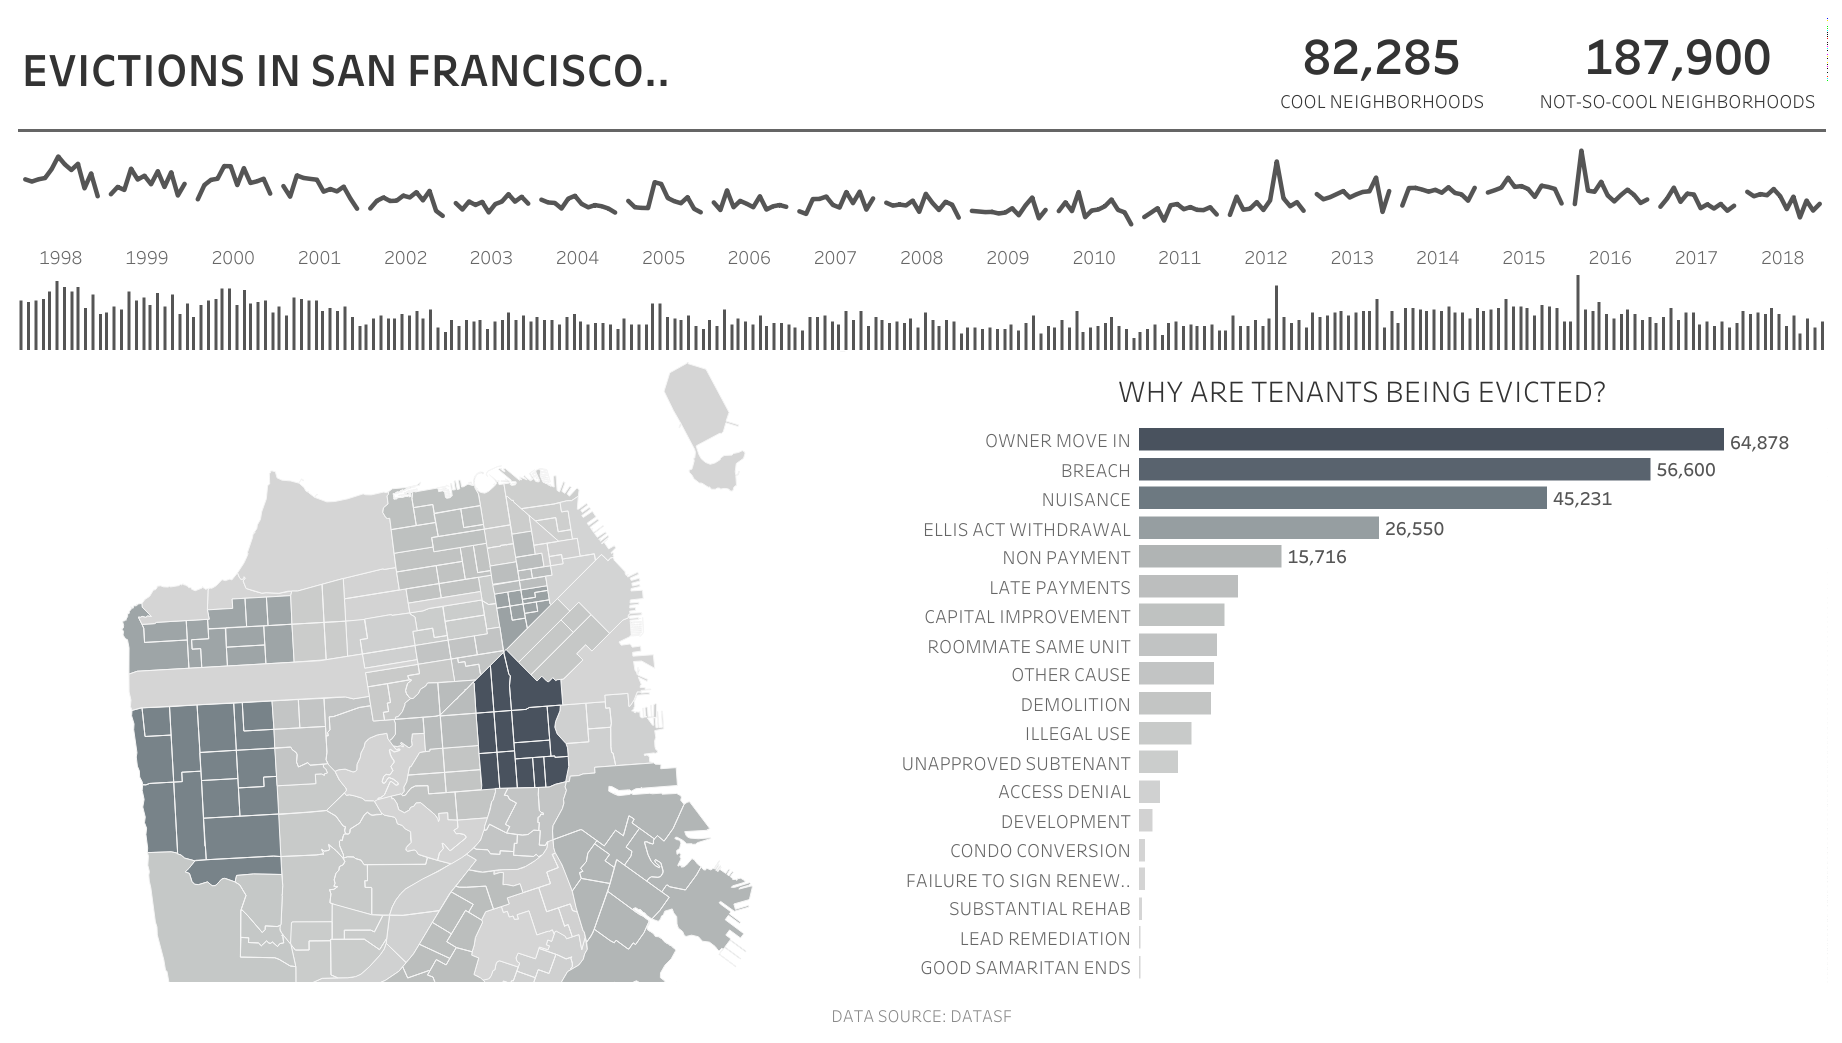 EVICTIONS IN SAN FRANCISCO..
82,285
COOL NEIGHBORHOODS
187,900
NOT-SO-COOL NEIGHBORHOODS
1998 1999 2000 2001 2002 2003 2004 2005 2006 2007 2008 2009 2010 2011 2012 2013 2014 2015 2016 2017 2018
WHY ARE TENANTS BEING EVICTED?
OWNER MOVE IN 64,878
BREACH 56,600
NUISANCE 45,231
ELLIS ACT WITHDRAWAL 26,550
NON PAYMENT 15,716
LATE PAYMENTS
CAPITAL IMPROVEMENT
ROOMMATE SAME UNIT
OTHER CAUSE
DEMOLITION
ILLEGAL USE
UNAPPROVED SUBTENANT
ACCESS DENIAL
DEVELOPMENT
CONDO CONVERSION
FAILURE TO SIGN RENEW..
SUBSTANTIAL REHAB
LEAD REMEDIATION
GOOD SAMARITAN ENDS
DATA SOURCE: DATASF